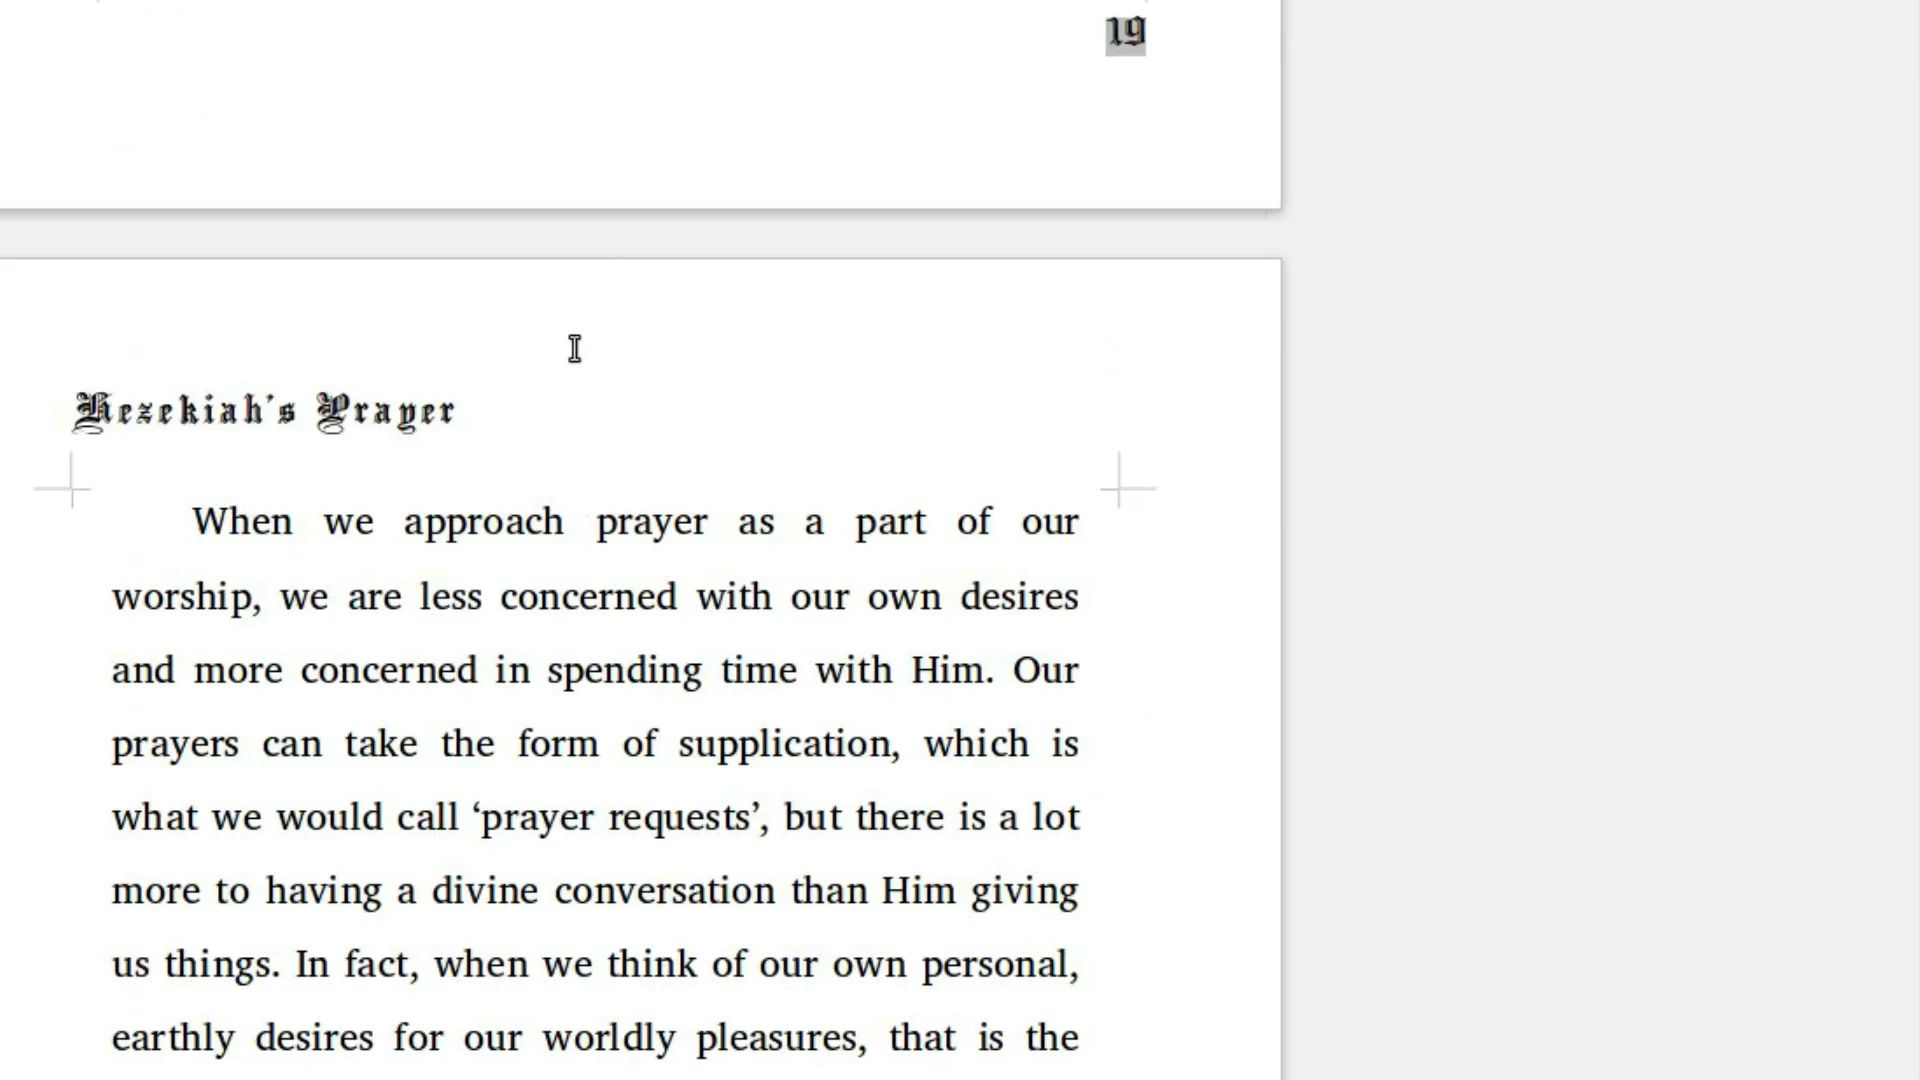 19
Hezekiah's Prayer
When we approach prayer as a part of our
worship, we are less concerned with our own desires
and more concerned in spending time with Him. Our
prayers can take the form of supplication, which is
what we would call ‘prayer requests’, but there is a lot
more to having a divine conversation than Him giving
us things. In fact, when we think of our own personal,
earthly desires for our worldly pleasures, that is the